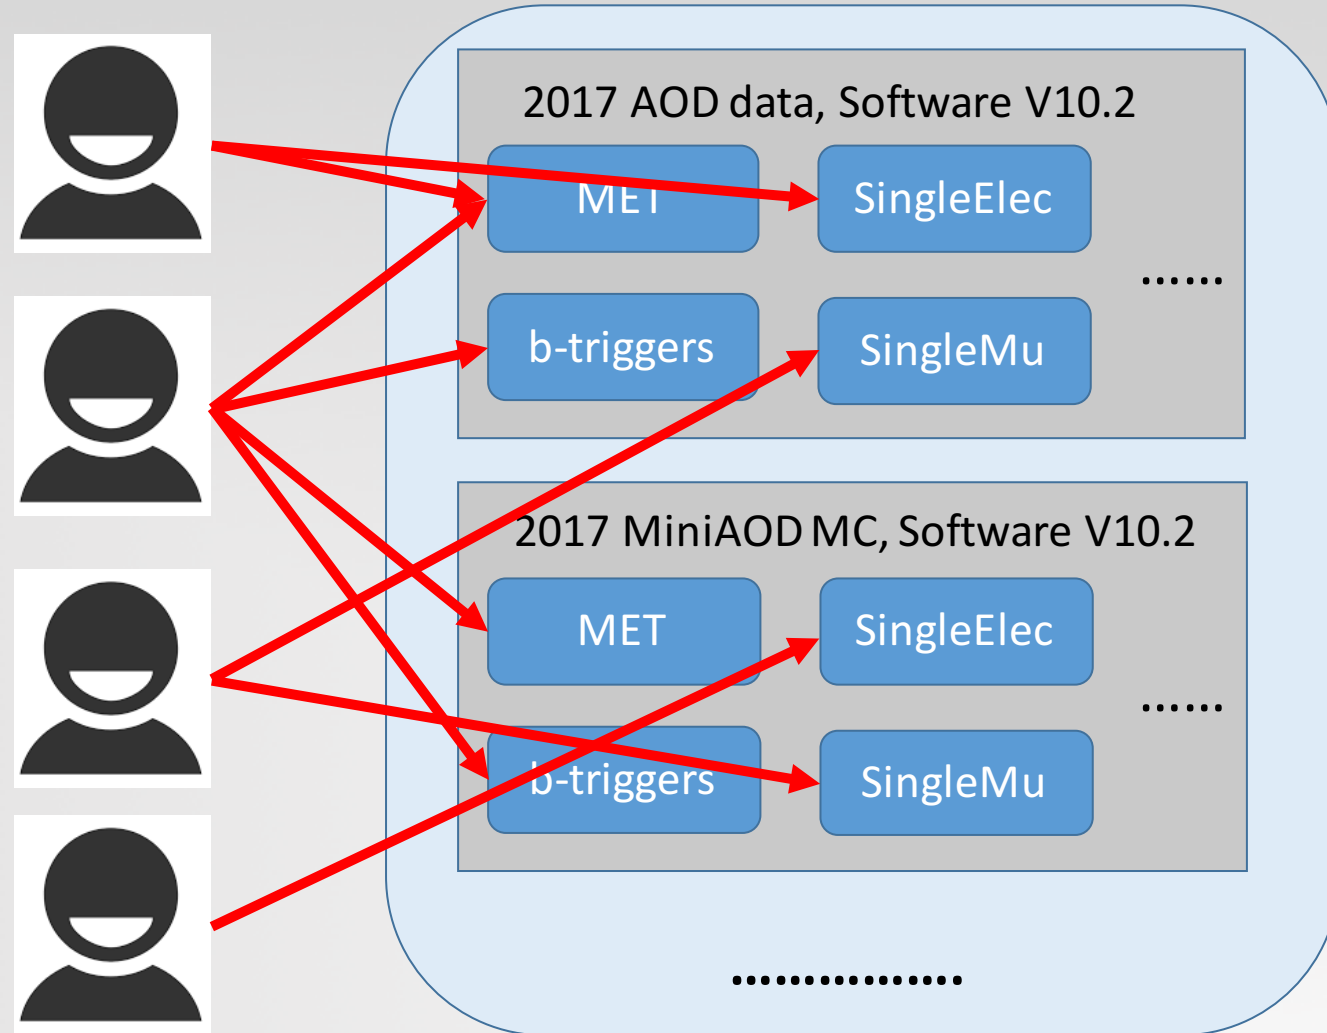 2017 AOD data, Software V10.2
MET
SingleElec
......
b-triggers
SingleMu
2017 MiniAOD MC, Software V10.2
MET
SingleElec
......
b-triggers
SingleMu
................